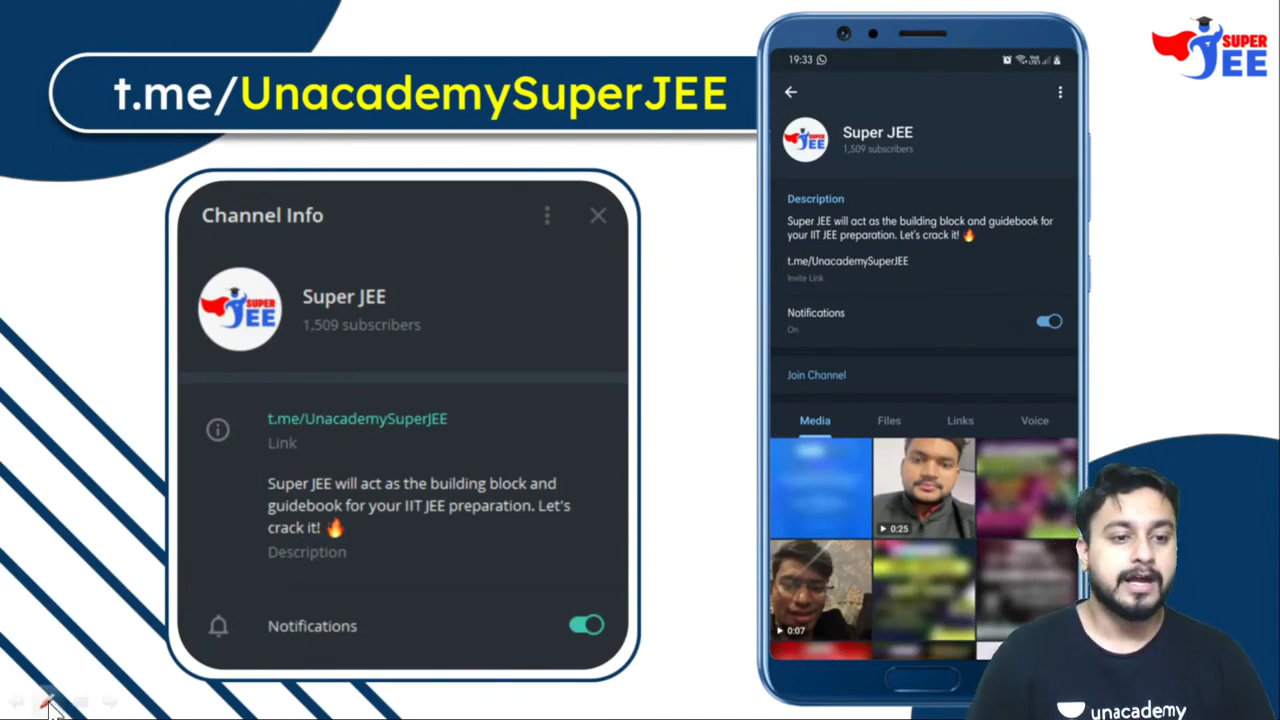 t.me/UnacademySuperJEE
SUPER
JEE
Channel Info
SUPER
JEE
Super JEE
1,509 subscribers
t.me/UnacademySuperJEE
Link
Super JEE will act as the building block and
guidebook for your IIT JEE preparation. Let's
crack it! 🔥
Description
Notifications
19:33
SUPER
JEE
Super JEE
1,509 subscribers
Description
Super JEE will act as the building block and guidebook for
your IIT JEE preparation. Let's crack it! 🔥
t.me/UnacademySuperJEE
Invite Link
Notifications
On
Join Channel
Media Files Links Voice
0:25
0:07
unacademy